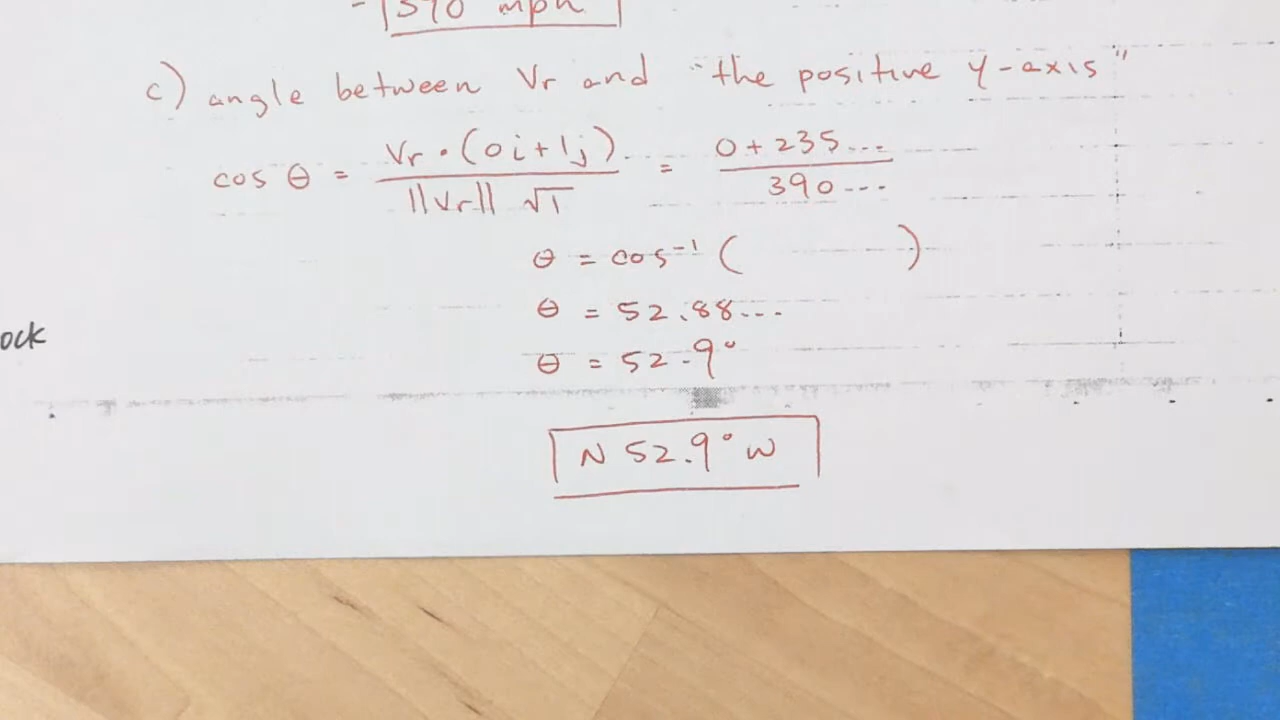 390 mph
c) angle between Vr and "the positive y-axis"
cos θ = Vr • (0i+1j) / ||Vr|| √1 = 0 + 235... / 390...
θ = cos⁻¹ ( )
θ = 52.88...
ock
θ = 52.9°
N 52.9° W